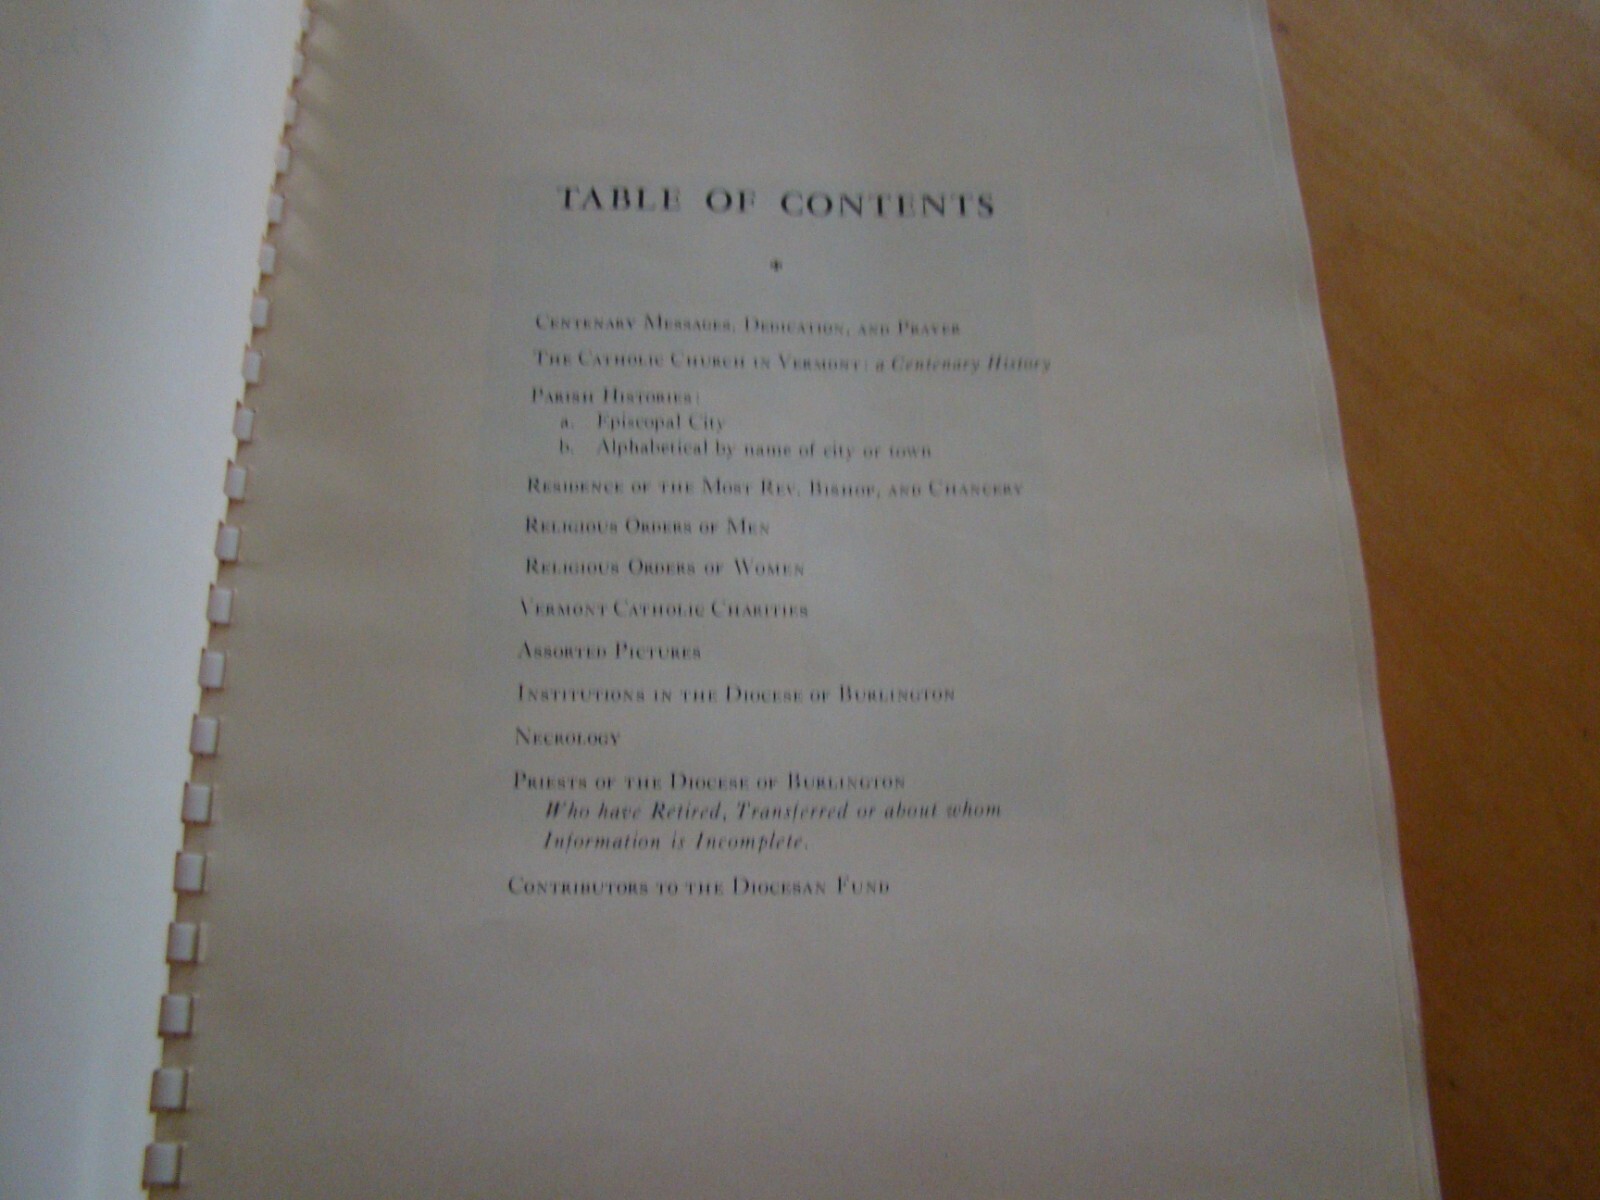 TABLE OF CONTENTS
*
CENTENARY MESSAGES, DEDICATION, AND PRAYER
THE CATHOLIC CHURCH IN VERMONT: a Centenary History
PARISH HISTORIES:
a. Episcopal City
b. Alphabetical by name of city or town
RESIDENCE OF THE MOST REV. BISHOP, AND CHANCERY
RELIGIOUS ORDERS OF MEN
RELIGIOUS ORDERS OF WOMEN
VERMONT CATHOLIC CHARITIES
ASSORTED PICTURES
INSTITUTIONS IN THE DIOCESE OF BURLINGTON
NECROLOGY
PRIESTS OF THE DIOCESE OF BURLINGTON
Who have Retired, Transferred or about whom
Information is Incomplete.
CONTRIBUTORS TO THE DIOCESAN FUND